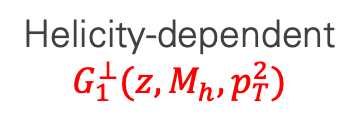 Helicity-dependent
G₁^⊥(z, M_h, p_T²)